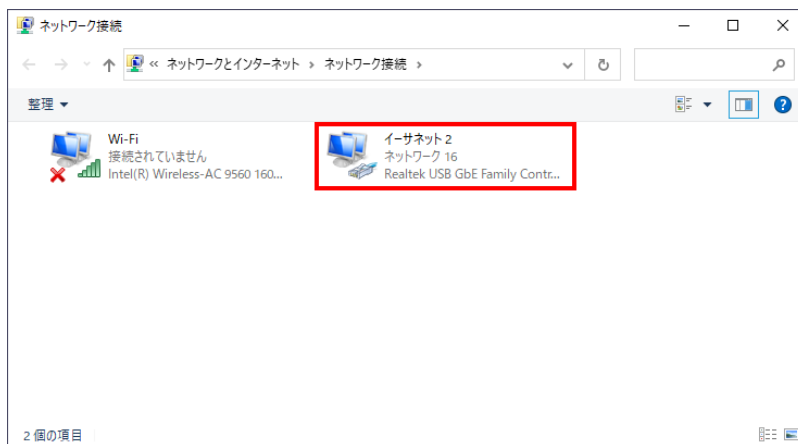 ネットワーク接続
« ネットワークとインターネット › ネットワーク接続 ›
整理
Wi-Fi
接続されていません
Intel(R) Wireless-AC 9560 160...
イーサネット 2
ネットワーク 16
Realtek USB GbE Family Contr...
2 個の項目